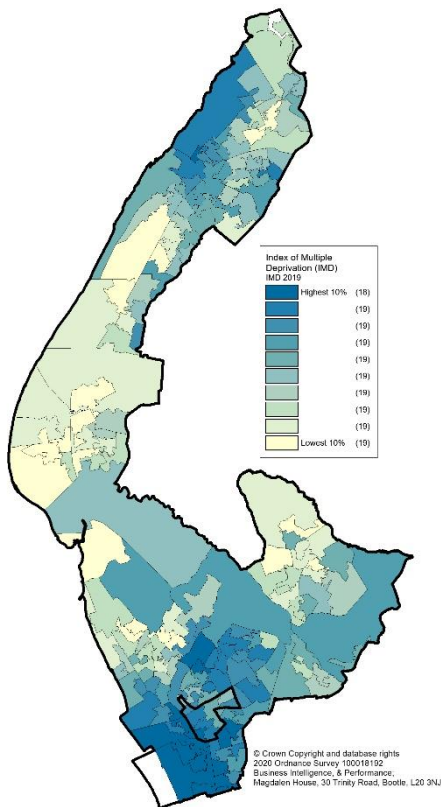 Index of Multiple
Deprivation (IMD)
IMD 2019
Highest 10% (18)
(19)
(19)
(19)
(19)
(19)
(19)
(19)
(19)
Lowest 10% (19)
© Crown Copyright and database rights
2020 Ordnance Survey 100018192
Business Intelligence, & Performance,
Magdalen House, 30 Trinity Road, Bootle, L20 3NJ